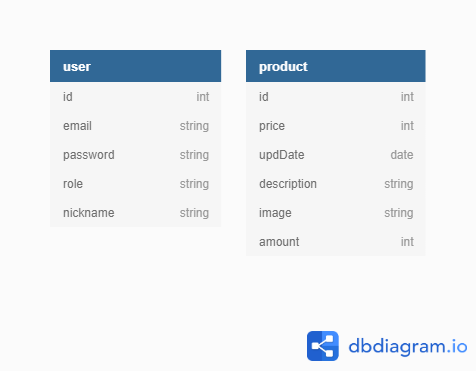 user
id int
email string
password string
role string
nickname string
product
id int
price int
updDate date
description string
image string
amount int
dbdiagram.io